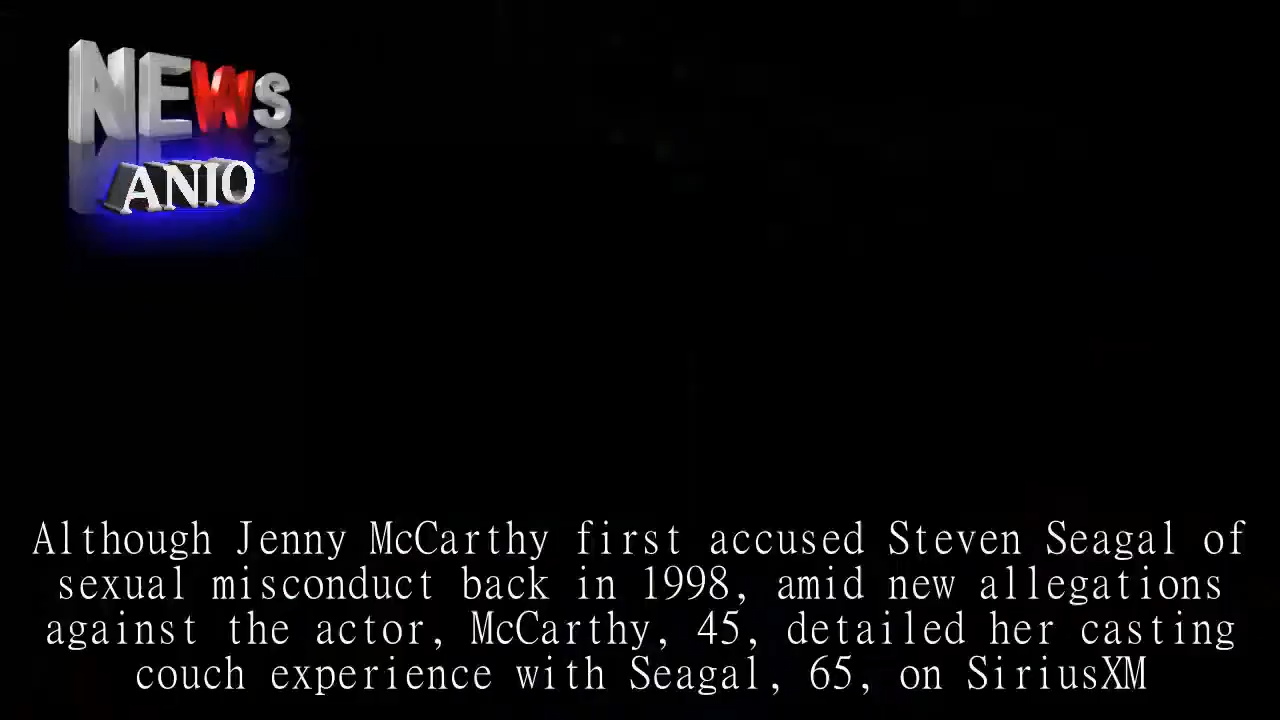 NEWS
ANIO
Although Jenny McCarthy first accused Steven Seagal of
sexual misconduct back in 1998, amid new allegations
against the actor, McCarthy, 45, detailed her casting
couch experience with Seagal, 65, on SiriusXM